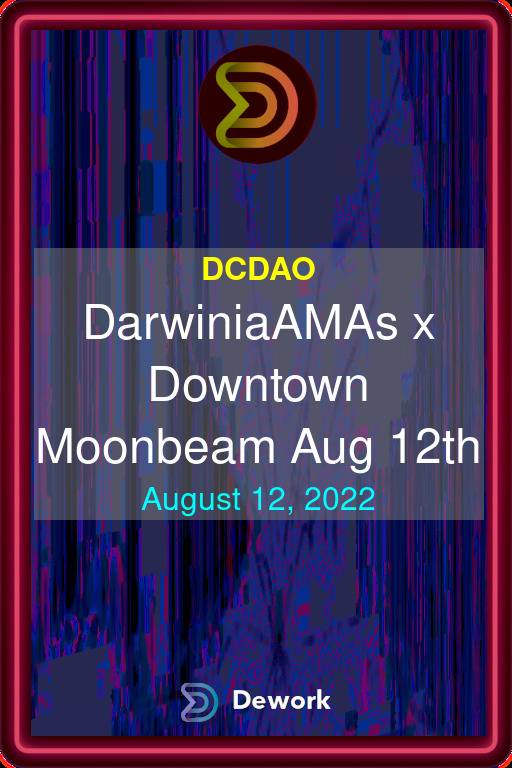 DCDAO
DarwiniaAMAs x
Downtown
Moonbeam Aug 12th
August 12, 2022
Dework